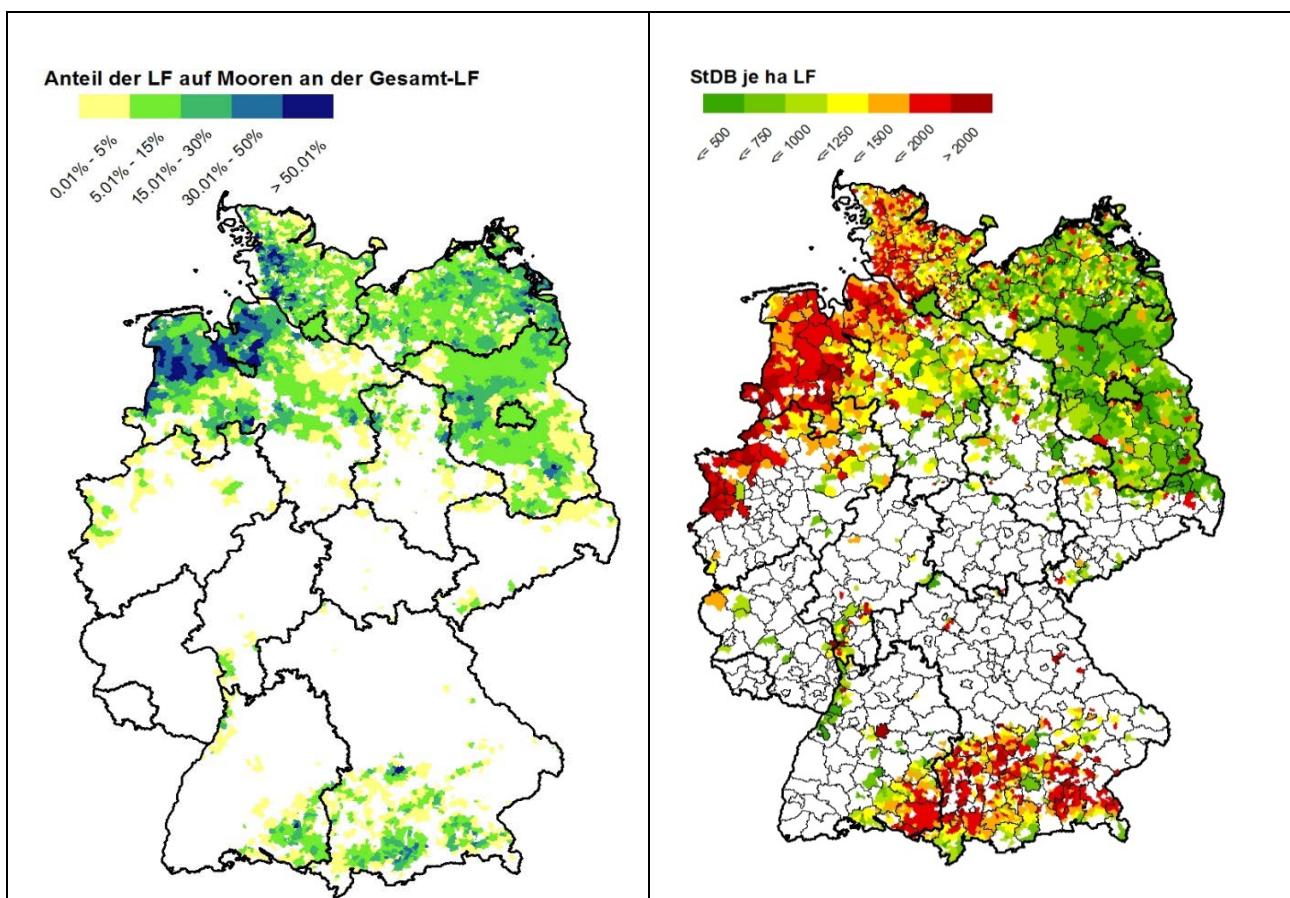 Anteil der LF auf Mooren an der Gesamt-LF
0.01% - 5%
5.01% - 15%
15.01% - 30%
30.01% - 50%
> 50.01%
StDB je ha LF
<= 500
<= 750
<= 1000
<=1250
<= 1500
<= 2000
> 2000